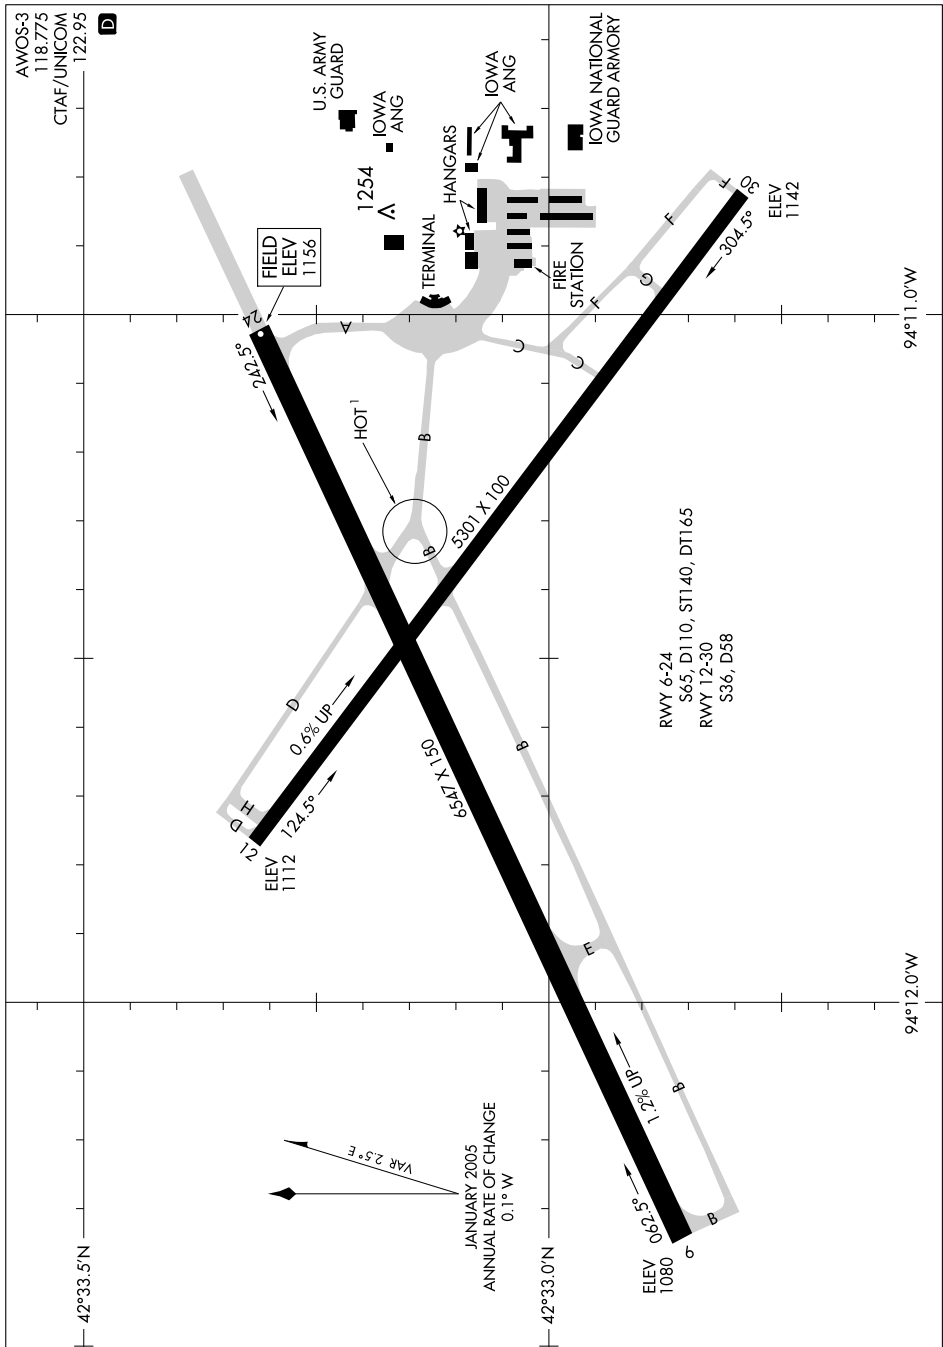 AWOS-3
118.775
CTAF/UNICOM
122.95
D
U.S. ARMY
GUARD
IOWA
ANG
1254
HANGARS
IOWA
ANG
IOWA NATIONAL
GUARD ARMORY
TERMINAL
FIRE
STATION
FIELD
ELEV
1156
24
242.5°
A
HOT 1
B
B
5301 X 100
C
C
F
F
F
G
30
304.5°
ELEV
1142
94°11.0'W
D
0.6% UP
H
D
12
124.5°
ELEV
1112
6547 X 150
B
E
RWY 6-24
S65, D110, ST140, DT165
RWY 12-30
S36, D58
94°12.0'W
B
1.2% UP
062.5°
B
6
ELEV
1080
VAR 2.5° E
JANUARY 2005
ANNUAL RATE OF CHANGE
0.1° W
42°33.5'N
42°33.0'N